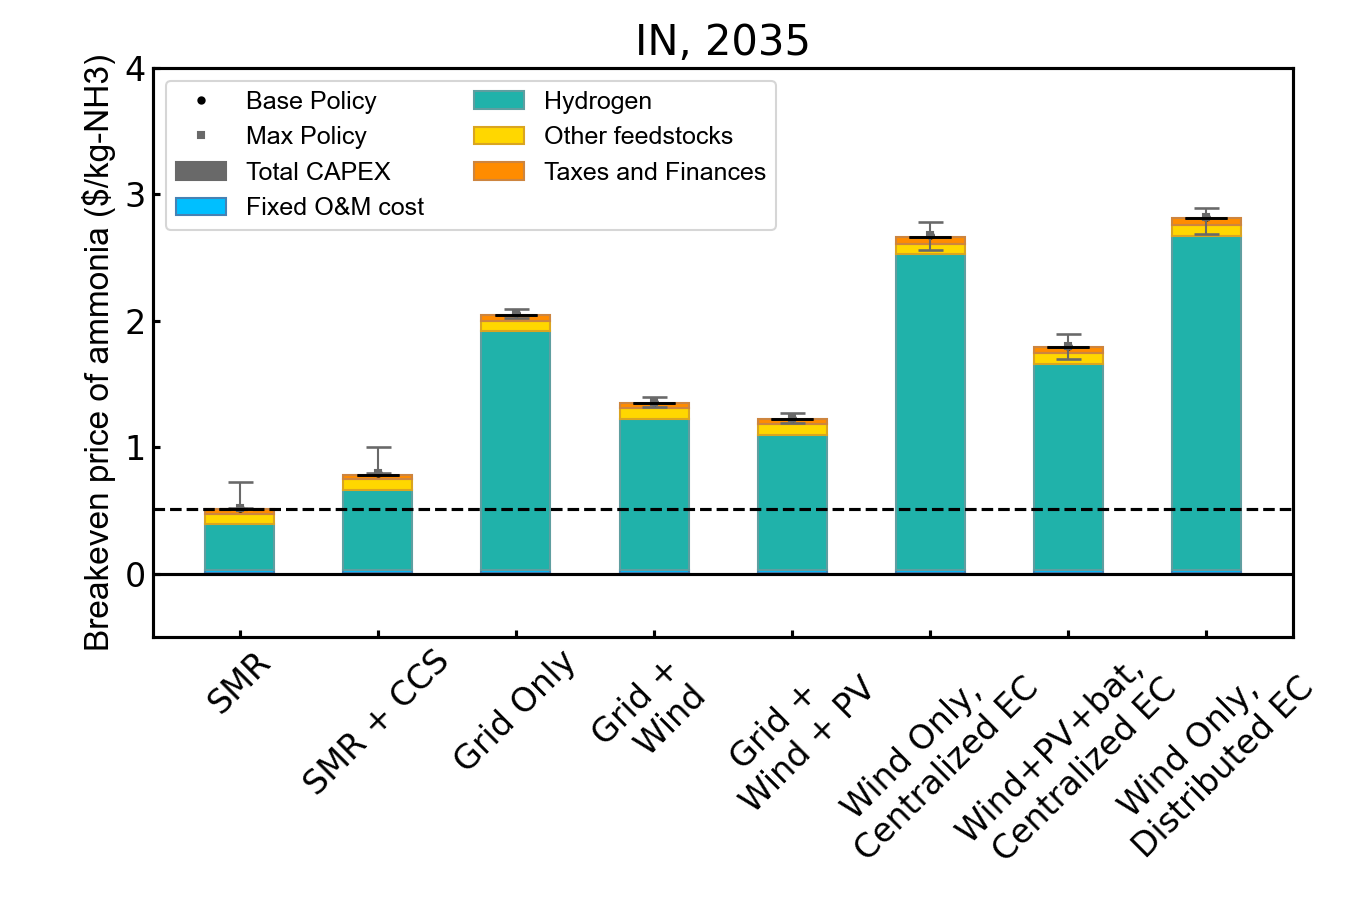 IN, 2035
Breakeven price of ammonia ($/kg-NH3)
4
3
2
1
0
Base Policy
Max Policy
Total CAPEX
Fixed O&M cost
Hydrogen
Other feedstocks
Taxes and Finances
SMR
SMR + CCS
Grid Only
Grid +
Wind
Grid +
Wind + PV
Wind Only,
Centralized EC
Wind+PV+bat,
Centralized EC
Wind Only,
Distributed EC